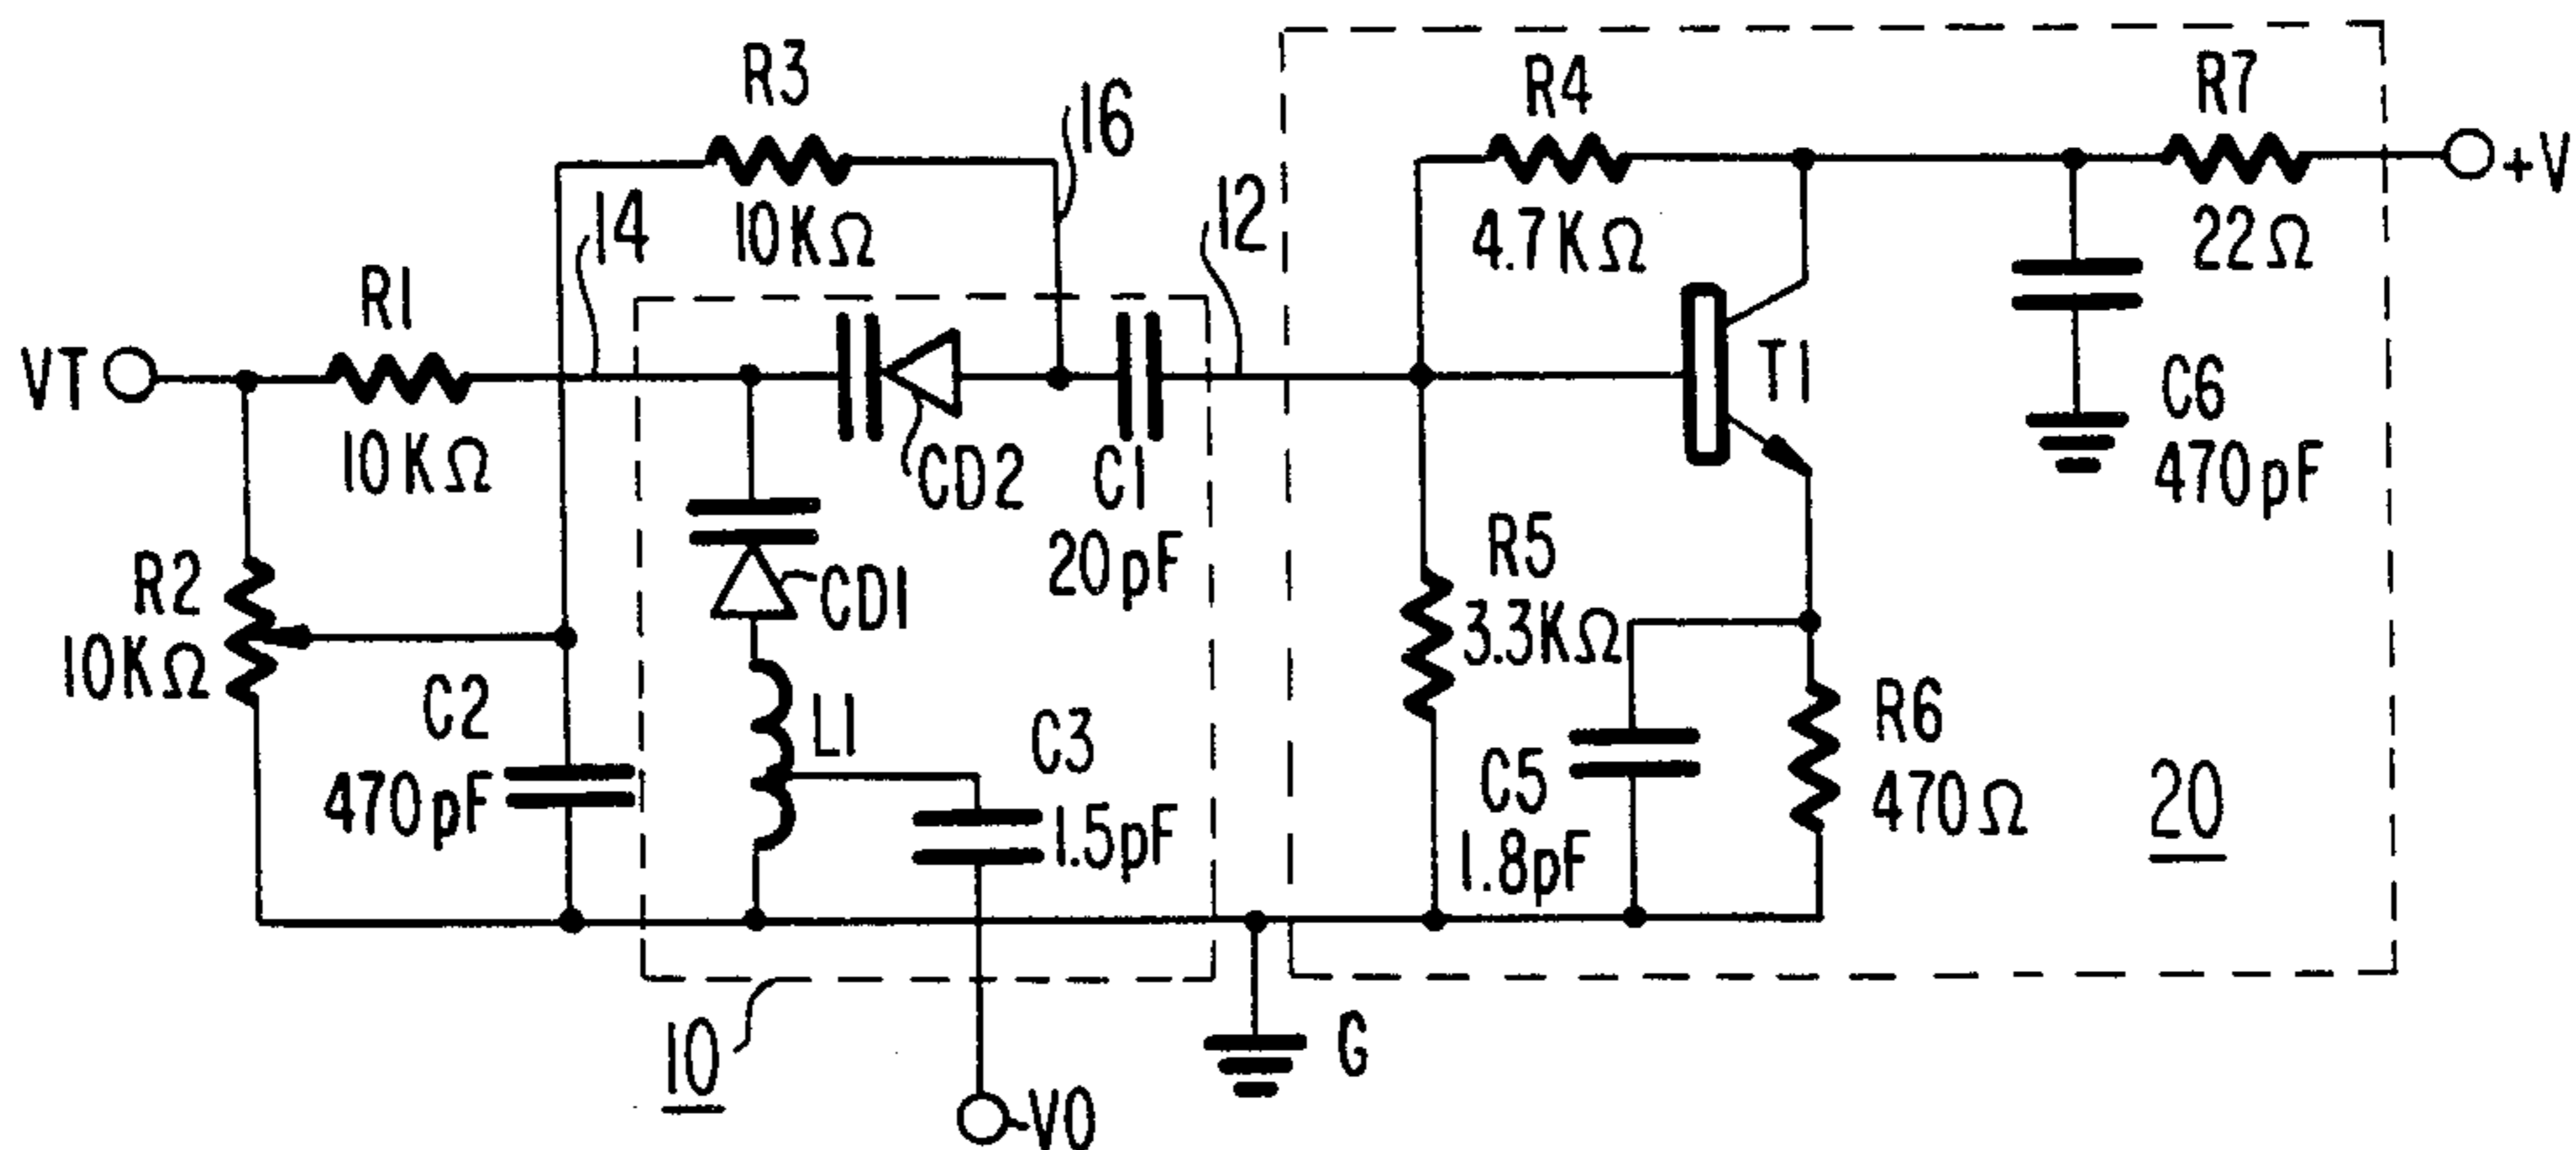 R3
10KΩ
16
R4
4.7KΩ
R7
22Ω
+V
14
12
R1
10KΩ
VT
CD2
C1
20pF
T1
C6
470pF
R2
10KΩ
CD1
R5
3.3KΩ
C2
470pF
L1
C3
1.5pF
C5
1.8pF
R6
470Ω
20
10
G
VO